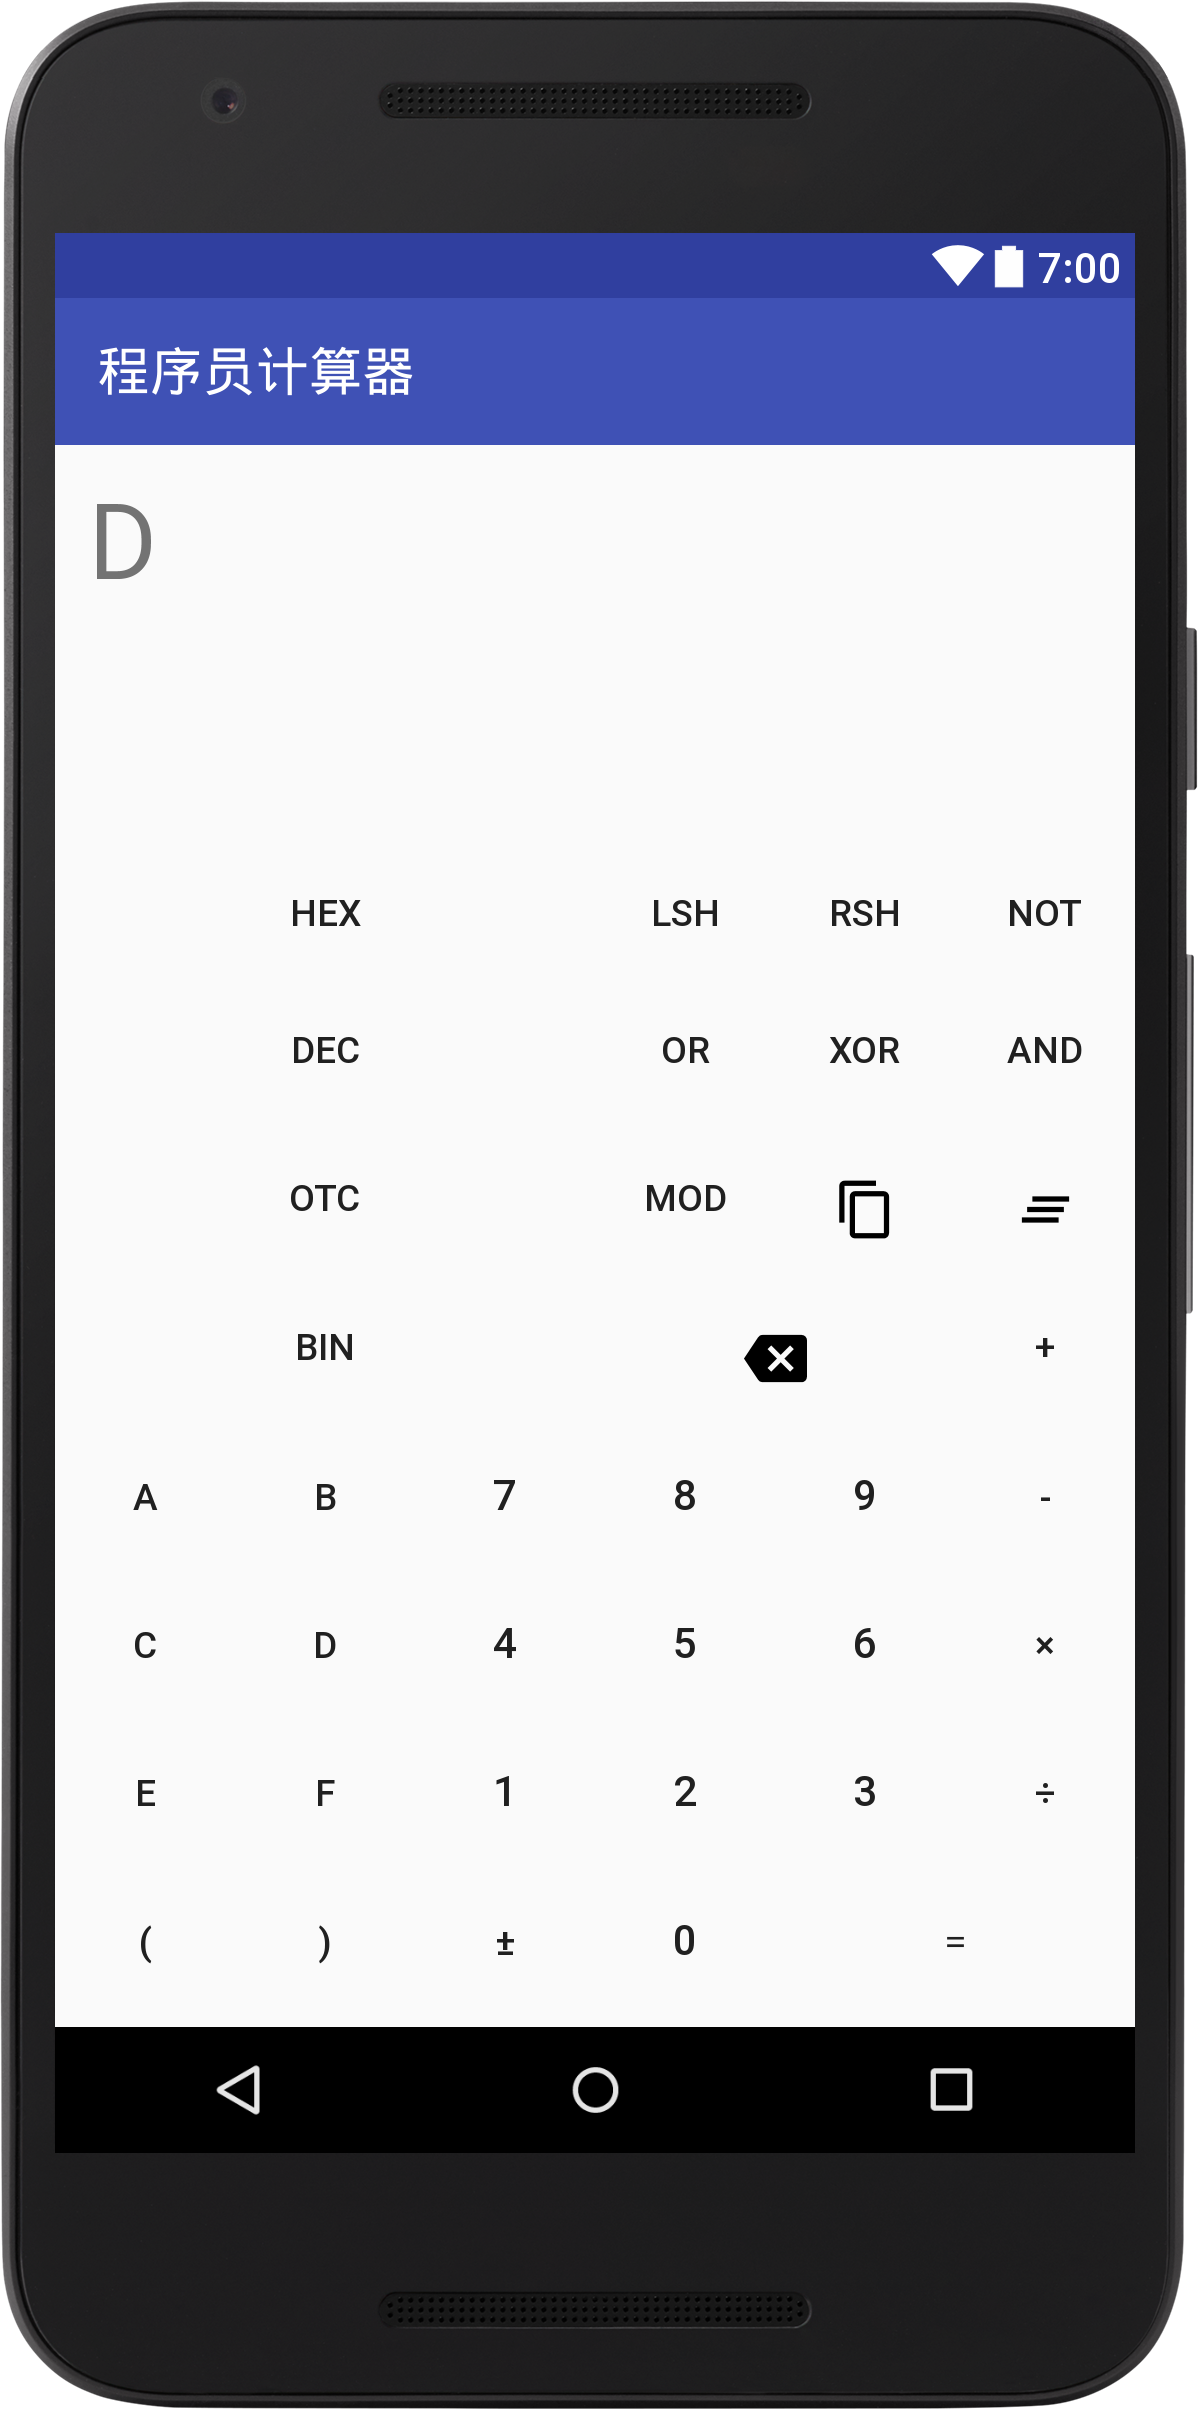 7:00
程序员计算器
D
HEX LSH RSH NOT
DEC OR XOR AND
OTC MOD
BIN +
A B 7 8 9 -
C D 4 5 6 ×
E F 1 2 3 ÷
( ) ± 0 =